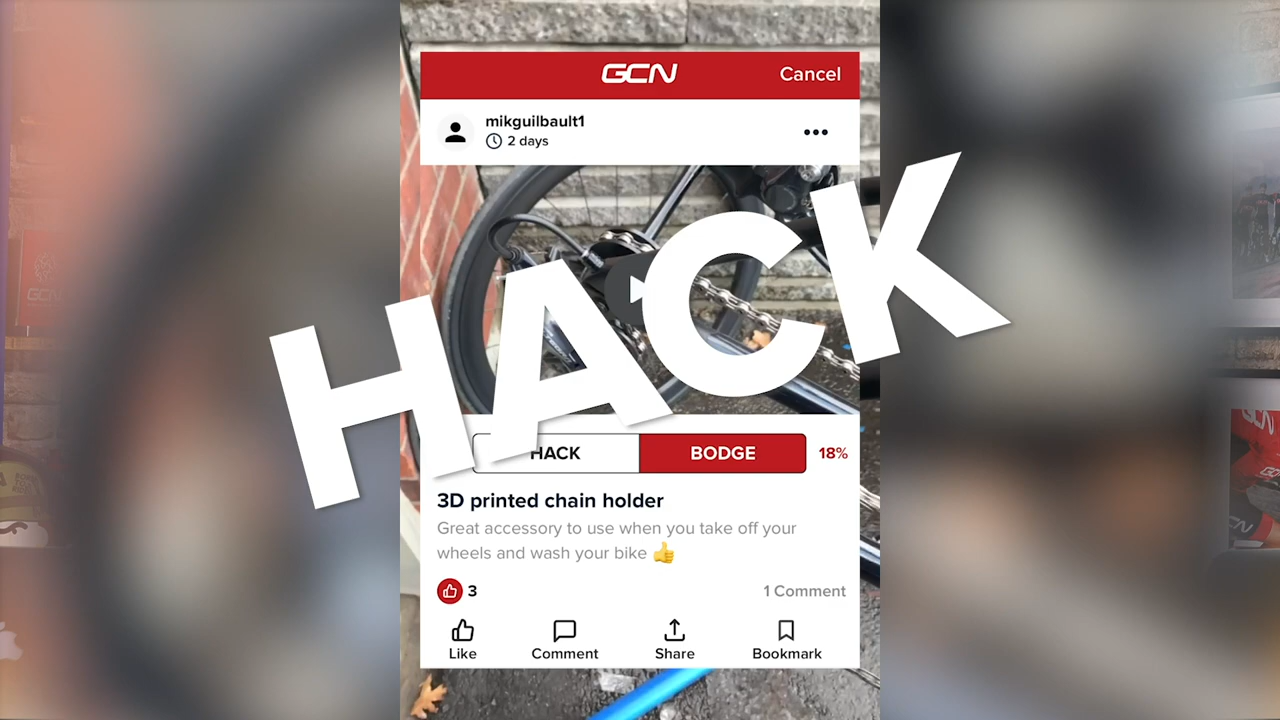 GCN
Cancel
mikguilbault1
2 days
HACK
HACK
BODGE
18%
3D printed chain holder
Great accessory to use when you take off your
wheels and wash your bike 👍
3
1 Comment
Like
Comment
Share
Bookmark
GCN